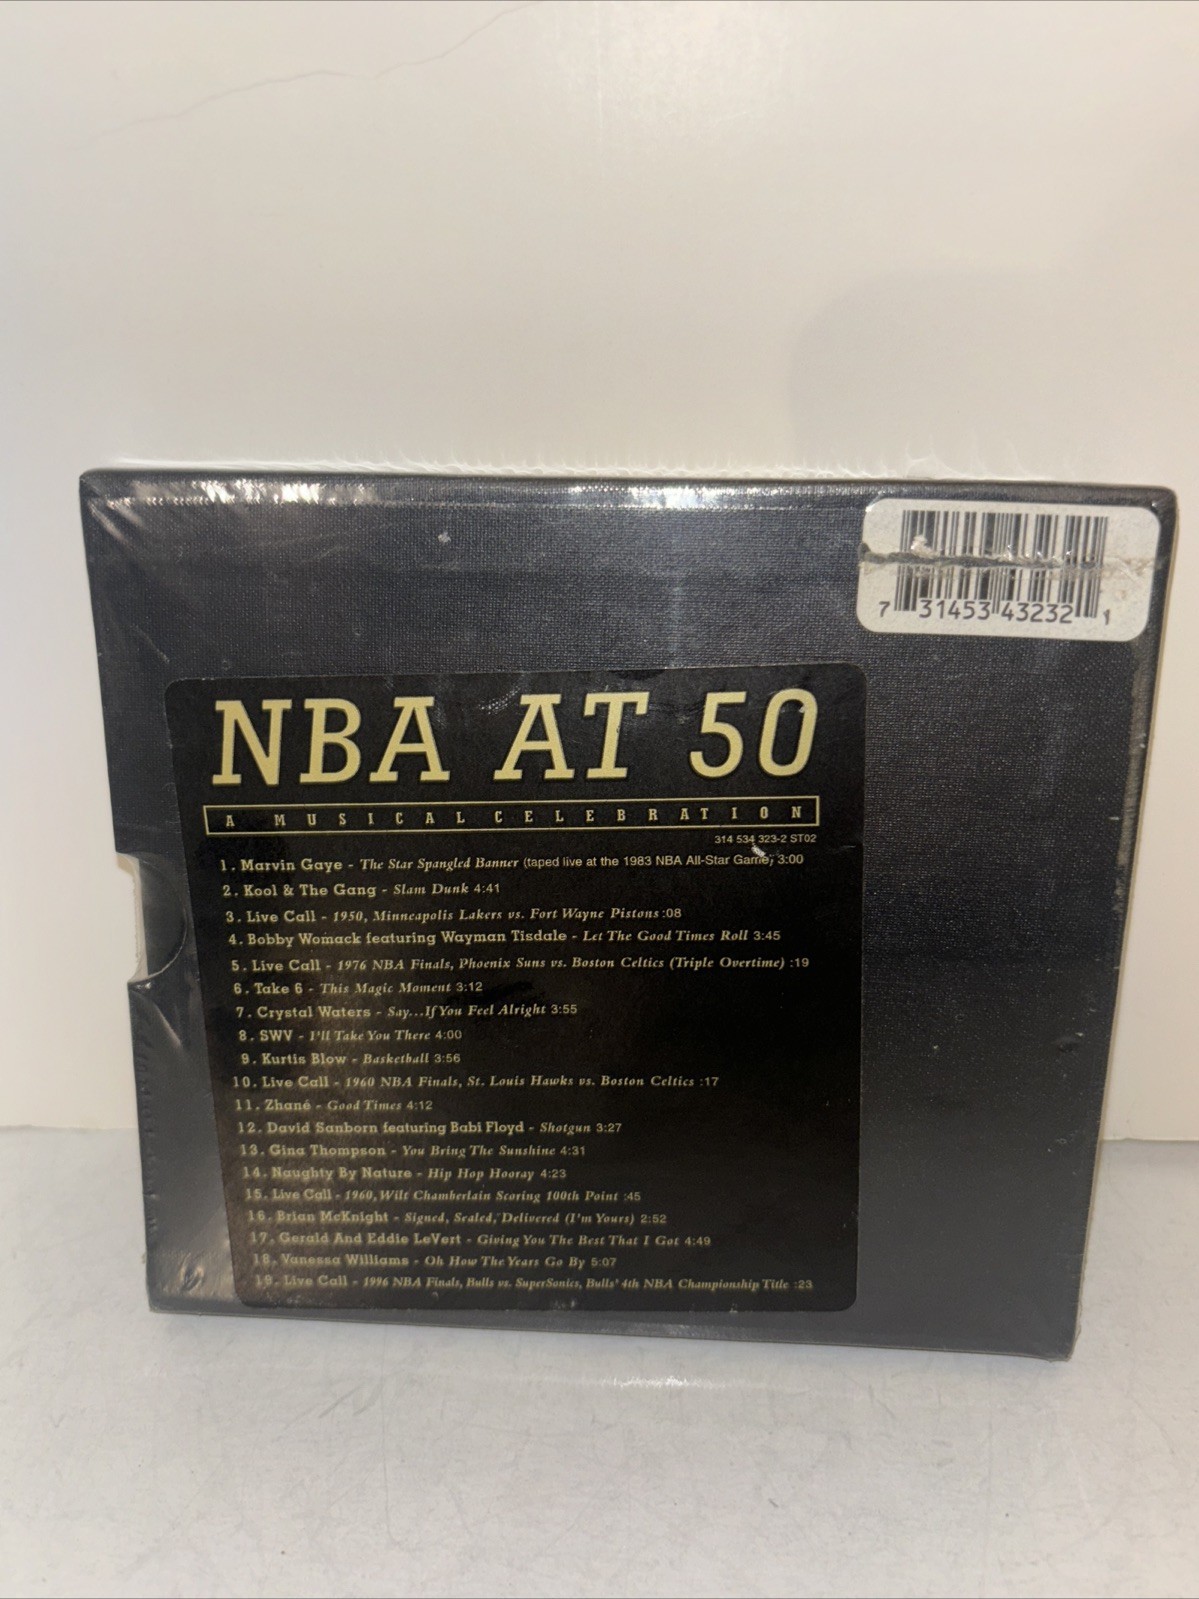 7 31453 43232 1
NBA AT 50
A MUSICAL CELEBRATION
314 534 323-2 ST02
1. Marvin Gaye - The Star Spangled Banner (taped live at the 1983 NBA All-Star Game) 3:00
2. Kool & The Gang - Slam Dunk 4:41
3. Live Call - 1950, Minneapolis Lakers vs. Fort Wayne Pistons :08
4. Bobby Womack featuring Wayman Tisdale - Let The Good Times Roll 3:45
5. Live Call - 1976 NBA Finals, Phoenix Suns vs. Boston Celtics (Triple Overtime) :19
6. Take 6 - This Magic Moment 3:12
7. Crystal Waters - Say...If You Feel Alright 3:55
8. SWV - I'll Take You There 4:00
9. Kurtis Blow - Basketball 3:56
10. Live Call - 1960 NBA Finals, St. Louis Hawks vs. Boston Celtics :17
11. Zhané - Good Times 4:12
12. David Sanborn featuring Babi Floyd - Shotgun 3:27
13. Gina Thompson - You Bring The Sunshine 4:31
14. Naughty By Nature - Hip Hop Hooray 4:23
15. Live Call - 1960, Wilt Chamberlain Scoring 100th Point :45
16. Brian McKnight - Signed, Sealed, Delivered (I'm Yours) 2:52
17. Gerald And Eddie LeVert - Giving You The Best That I Got 4:49
18. Vanessa Williams - Oh How The Years Go By 5:07
19. Live Call - 1996 NBA Finals, Bulls vs. SuperSonics, Bulls' 4th NBA Championship Title :23